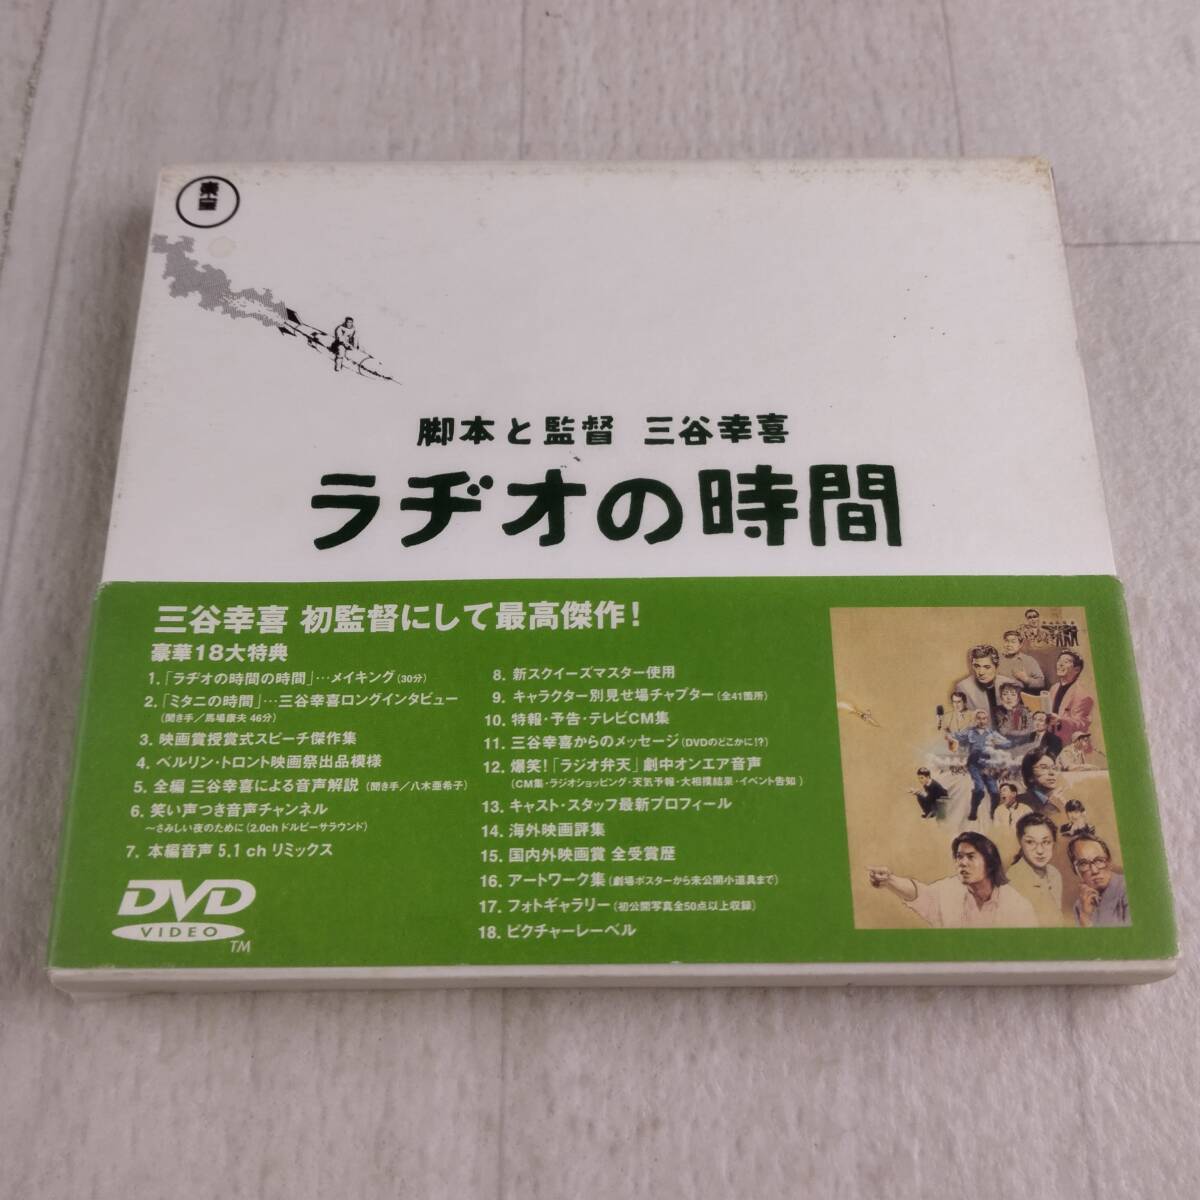 東宝
脚本と監督 三谷幸喜
ラヂオの時間
三谷幸喜 初監督にして最高傑作！
豪華18大特典
1. 「ラヂオの時間の時間」…メイキング(30分)
2. 「ミタニの時間」…三谷幸喜ロングインタビュー
(聞き手／馬場康夫 46分)
3. 映画賞授賞式スピーチ傑作集
4. ベルリン・トロント映画祭出品模様
5. 全編 三谷幸喜による音声解説 (聞き手／八木亜希子)
6. 笑い声つき音声チャンネル
～さみしい夜のために(2.0ch ドルビーサラウンド)
7. 本編音声 5.1 ch リミックス
DVD
VIDEO
TM
8. 新スクイーズマスター使用
9. キャラクター別見せ場チャプター(全41箇所)
10. 特報・予告・テレビCM集
11. 三谷幸喜からのメッセージ(DVDのどこかに!?)
12. 爆笑！「ラジオ弁天」劇中オンエア音声
(CM集・ラジオショッピング・天気予報・大相撲結果・イベント告知)
13. キャスト・スタッフ最新プロフィール
14. 海外映画評集
15. 国内外映画賞 全受賞歴
16. アートワーク集(劇場ポスターから未公開小道具まで)
17. フォトギャラリー(初公開写真全50点以上収録)
18. ピクチャーレーベル